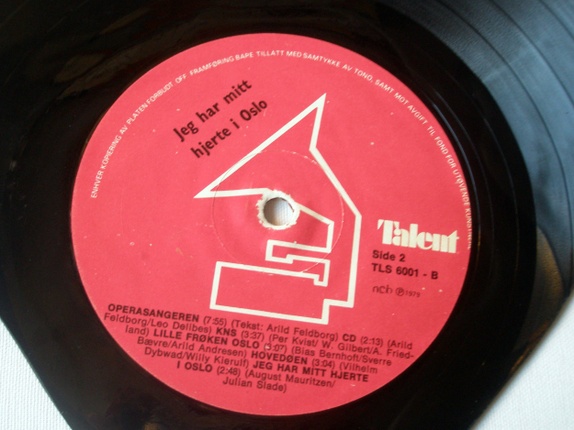 ENHVER KOPIERING AV PLATEN FORBUDT. OFF. FRAMFØRING BARE TILLATT MED SAMTYKKE AV TONO, SAMT MOT AVGIFT TIL FOND FOR UTØVENDE
Jeg har mitt
hjerte i Oslo
Talent
Side 2
TLS 6001 - B
ncb ℗ 1979
OPERASANGEREN (7:55) (Tekst: Arild Feldborg) CD (2:13) (Arild
Feldborg/Leo Delibes) KNS (3:37) (Per Kvist/ W. Gilbert/A. Fried-
land) LILLE FRØKEN OSLO (3:07) (Bias Bernhoft/Sverre
Bævre/Arild Andresen) HOVEDØEN (3:04) (Vilhelm
Dybwad/Willy Kierulf) JEG HAR MITT HJERTE
I OSLO (2:48) (August Mauritzen/
Julian Slade)